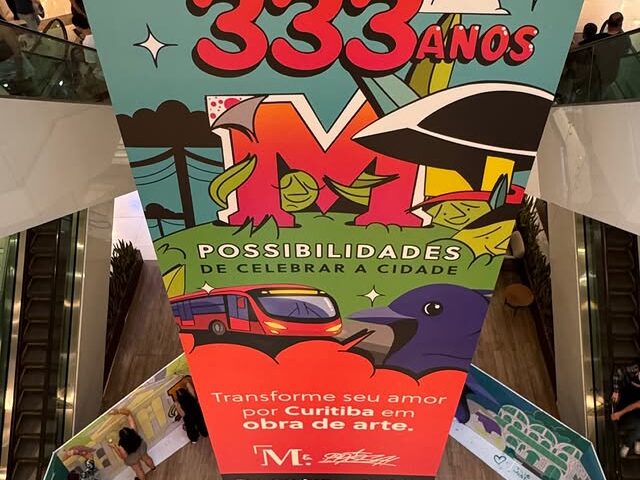 333 ANOS
M
POSSIBILIDADES
DE CELEBRAR A CIDADE
Transforme seu amor
por Curitiba em
obra de arte.
M &